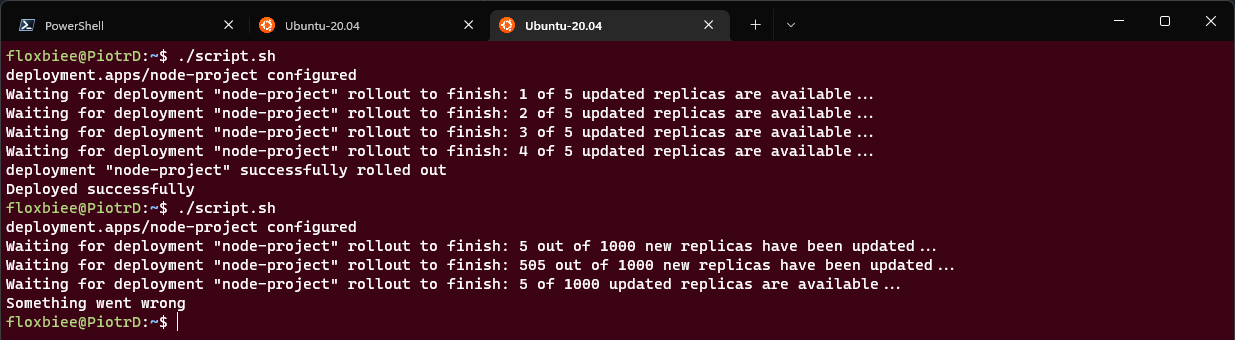 PowerShell
Ubuntu-20.04
Ubuntu-20.04
floxbiee@PiotrD:~$ ./script.sh
deployment.apps/node-project configured
Waiting for deployment "node-project" rollout to finish: 1 of 5 updated replicas are available...
Waiting for deployment "node-project" rollout to finish: 2 of 5 updated replicas are available...
Waiting for deployment "node-project" rollout to finish: 3 of 5 updated replicas are available...
Waiting for deployment "node-project" rollout to finish: 4 of 5 updated replicas are available...
deployment "node-project" successfully rolled out
Deployed successfully
floxbiee@PiotrD:~$ ./script.sh
deployment.apps/node-project configured
Waiting for deployment "node-project" rollout to finish: 5 out of 1000 new replicas have been updated...
Waiting for deployment "node-project" rollout to finish: 505 out of 1000 new replicas have been updated...
Waiting for deployment "node-project" rollout to finish: 5 of 1000 updated replicas are available...
Something went wrong
floxbiee@PiotrD:~$